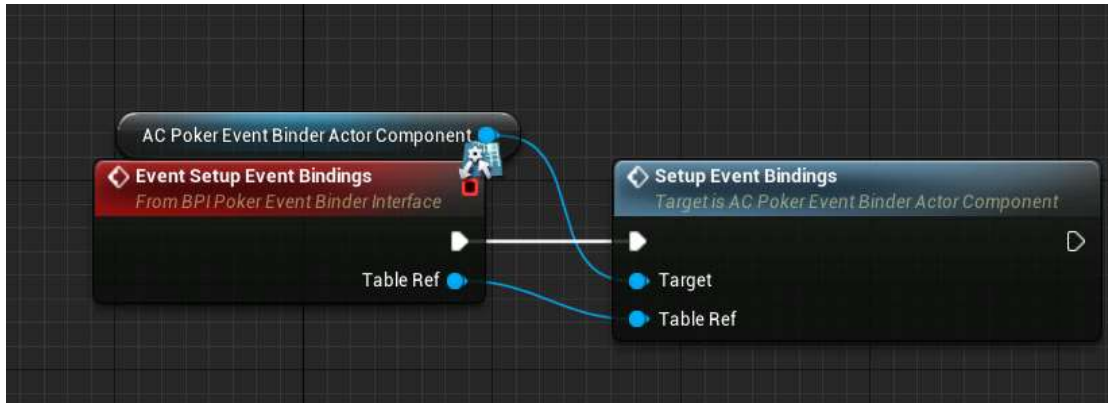 AC Poker Event Binder Actor Component
Event Setup Event Bindings
From BPI Poker Event Binder Interface
Table Ref
Setup Event Bindings
Target is AC Poker Event Binder Actor Component
Target
Table Ref